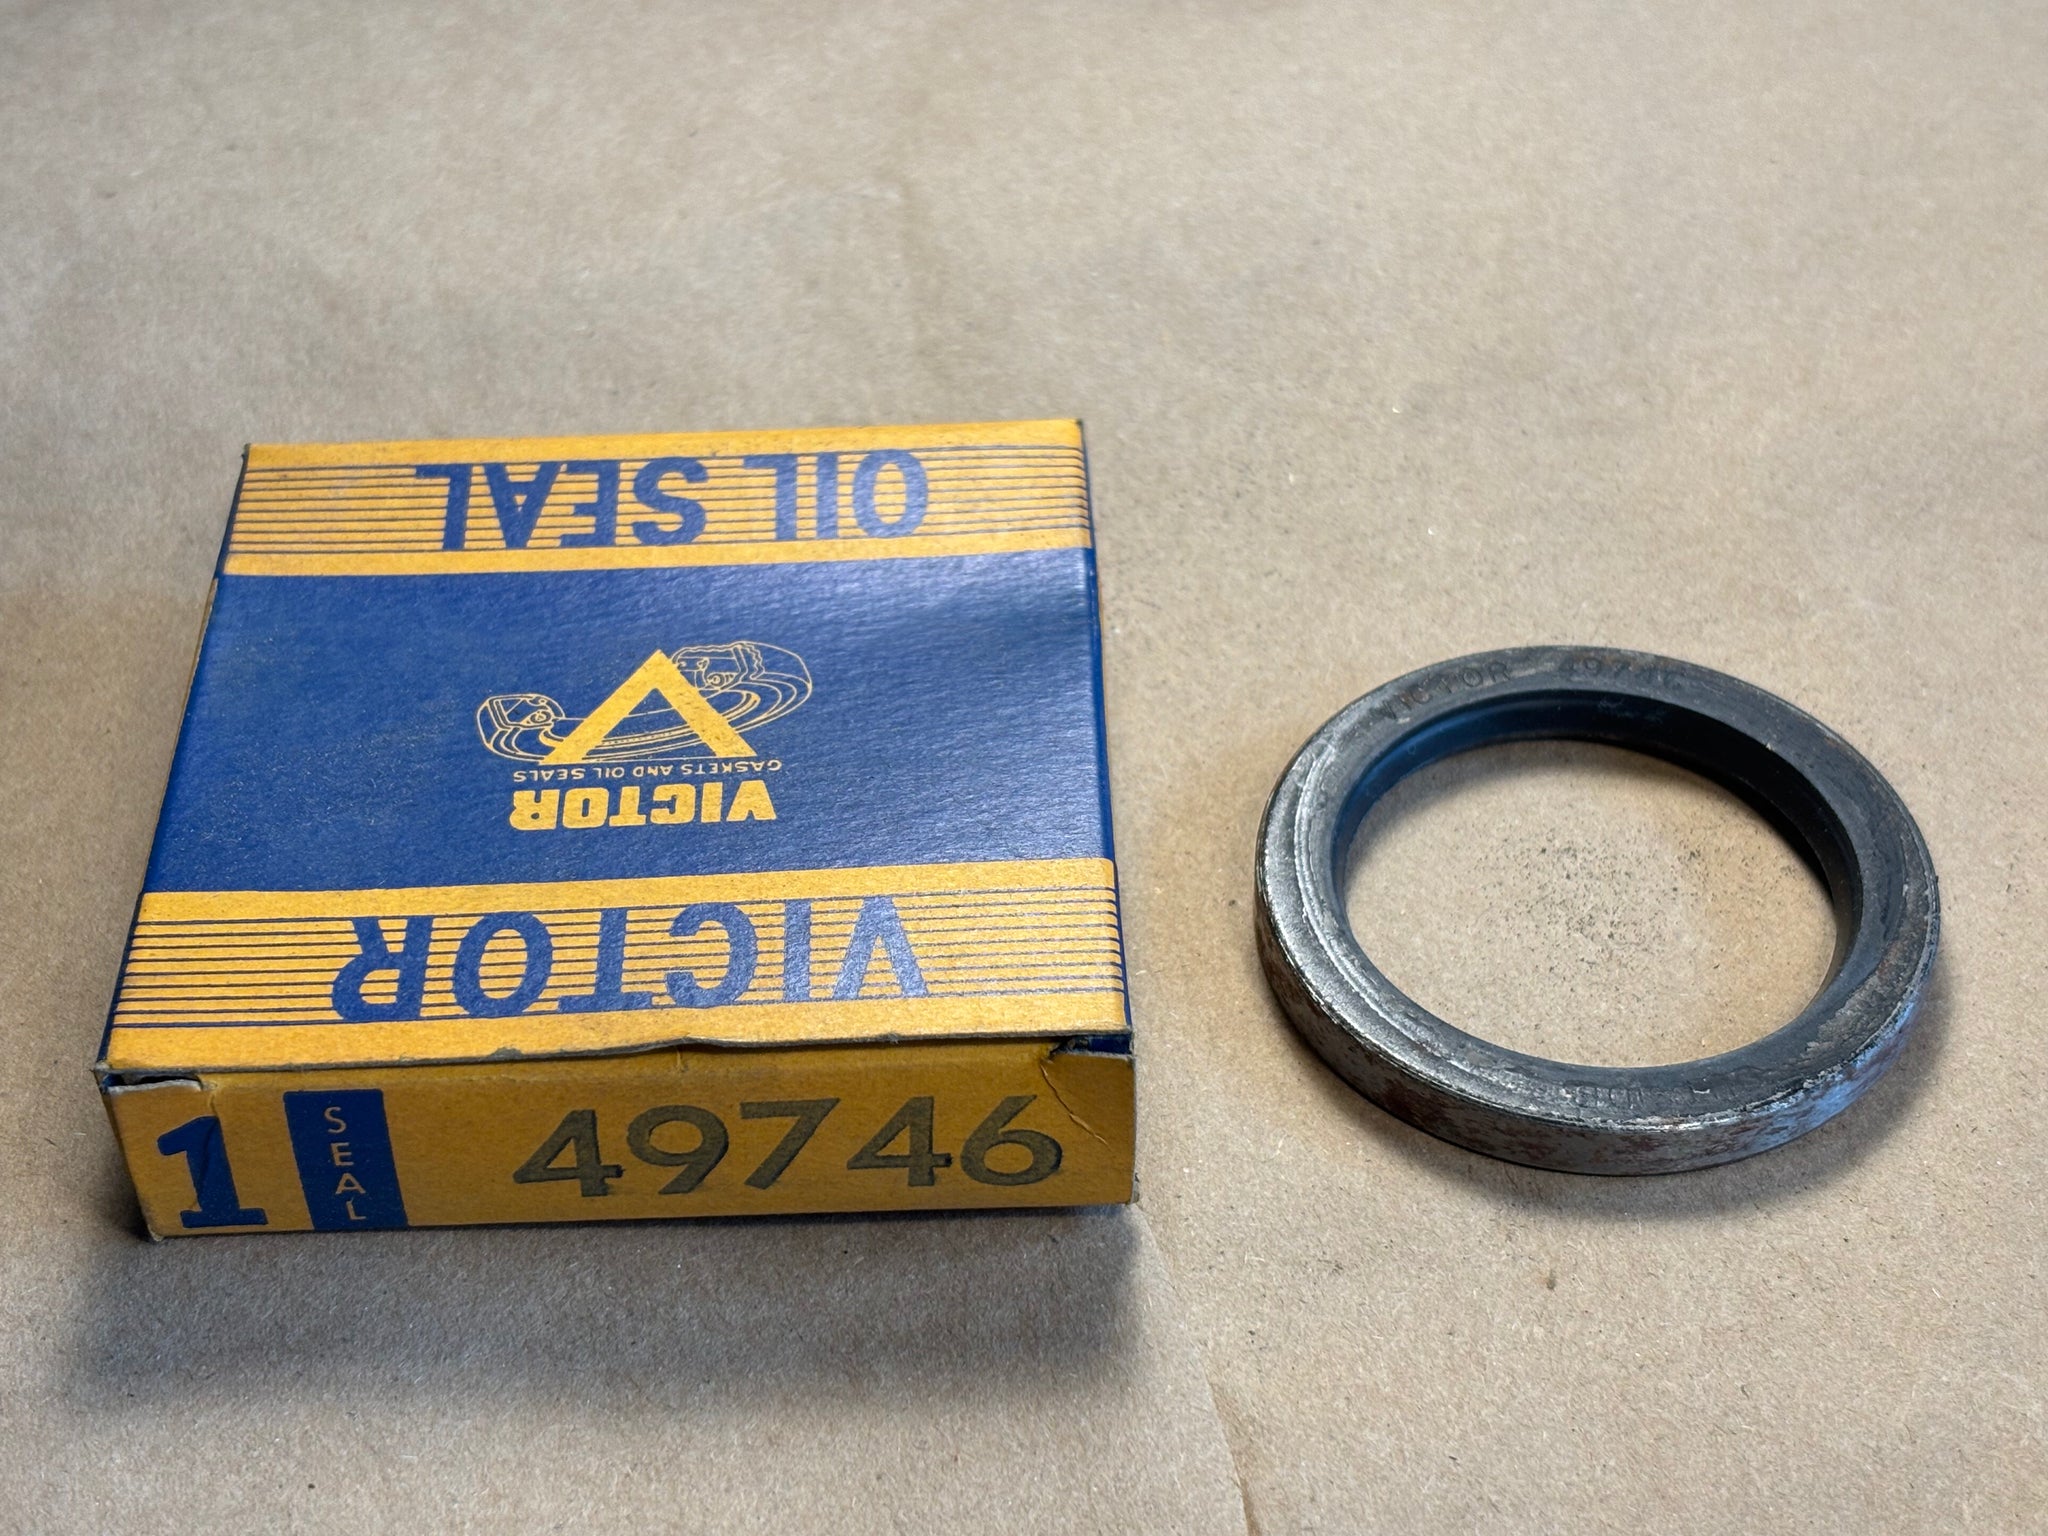 VICTOR
VICTOR
GASKETS AND OIL SEALS
OIL SEAL
1
SEAL
49746
VICTOR 49746